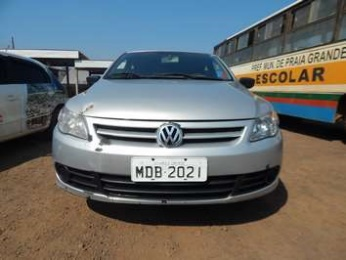 PREF. MUN. DE PRAIA GRANDE
ESCOLAR
MDB 2021